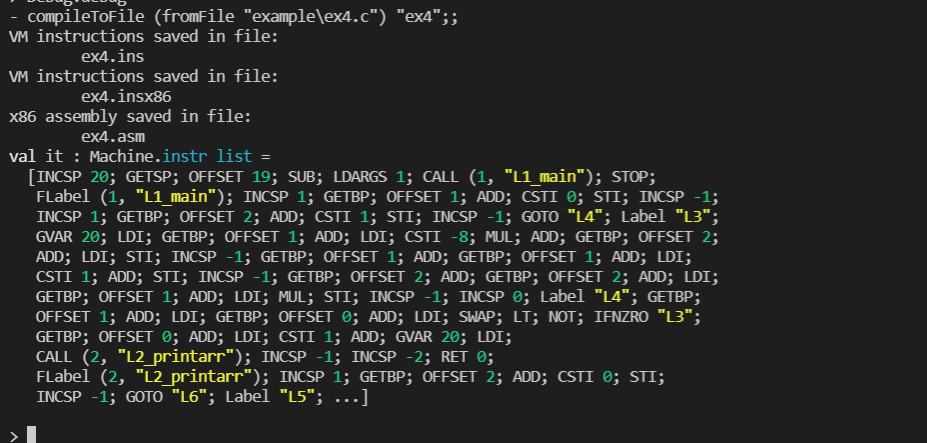 - compileToFile (fromFile "example\ex4.c") "ex4";;
VM instructions saved in file:
ex4.ins
VM instructions saved in file:
ex4.insx86
x86 assembly saved in file:
ex4.asm
val it : Machine.instr list =
[INCSP 20; GETSP; OFFSET 19; SUB; LDARGS 1; CALL (1, "L1_main"); STOP;
FLabel (1, "L1_main"); INCSP 1; GETBP; OFFSET 1; ADD; CSTI 0; STI; INCSP -1;
INCSP 1; GETBP; OFFSET 2; ADD; CSTI 1; STI; INCSP -1; GOTO "L4"; Label "L3";
GVAR 20; LDI; GETBP; OFFSET 1; ADD; LDI; CSTI -8; MUL; ADD; GETBP; OFFSET 2;
ADD; LDI; STI; INCSP -1; GETBP; OFFSET 1; ADD; GETBP; OFFSET 1; ADD; LDI;
CSTI 1; ADD; STI; INCSP -1; GETBP; OFFSET 2; ADD; GETBP; OFFSET 2; ADD; LDI;
GETBP; OFFSET 1; ADD; LDI; MUL; STI; INCSP -1; INCSP 0; Label "L4"; GETBP;
OFFSET 1; ADD; LDI; GETBP; OFFSET 0; ADD; LDI; SWAP; LT; NOT; IFNZRO "L3";
GETBP; OFFSET 0; ADD; LDI; CSTI 1; ADD; GVAR 20; LDI;
CALL (2, "L2_printarr"); INCSP -1; INCSP -2; RET 0;
FLabel (2, "L2_printarr"); INCSP 1; GETBP; OFFSET 2; ADD; CSTI 0; STI;
INCSP -1; GOTO "L6"; Label "L5"; ...]
>